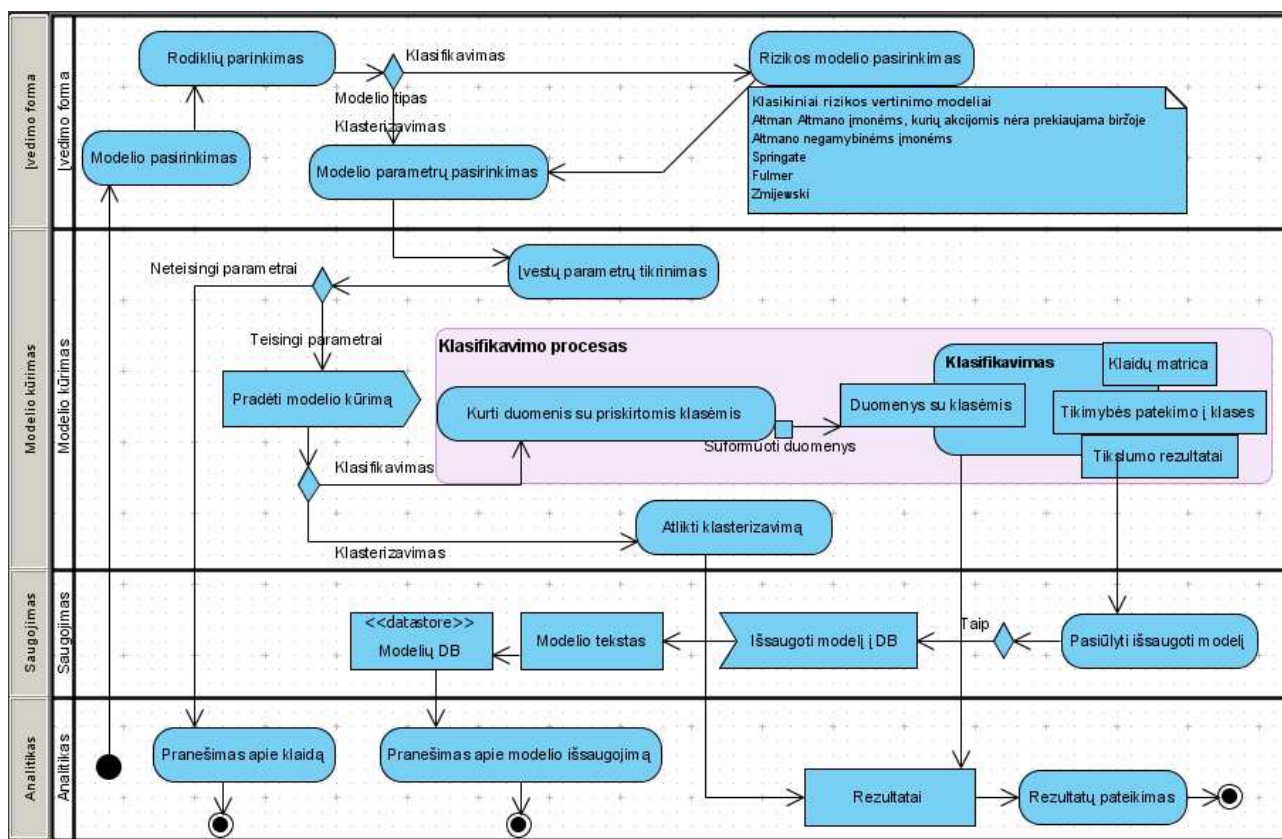 Įvedimo forma
Įvedimo forma
Rodiklių parinkimas
Klasifikavimas
Rizikos modelio pasirinkimas
Modelio tipas
Klasterizavimas
Modelio pasirinkimas
Modelio parametrų pasirinkimas
Klasikiniai rizikos vertinimo modeliai
Altman Altmano įmonėms, kurių akcijomis nėra prekiaujama biržoje
Altmano negamybinėms įmonėms
Springate
Fulmer
Zmijewski
Modelio kūrimas
Modelio kūrimas
Neteisingi parametrai
Įvestų parametrų tikrinimas
Teisingi parametrai
Pradėti modelio kūrimą
Klasifikavimo procesas
Kurti duomenis su priskirtomis klasėmis
Suformuoti duomenys
Duomenys su klasėmis
Klasifikavimas
Klaidų matrica
Tikimybės patekimo į klases
Tikslumo rezultatai
Klasifikavimas
Klasterizavimas
Atlikti klasterizavimą
Saugojimas
Saugojimas
<<datastore>>
Modelių DB
Modelio tekstas
Išsaugoti modelį į DB
Taip
Pasiūlyti išsaugoti modelį
Analitikas
Analitikas
Pranešimas apie klaidą
Pranešimas apie modelio išsaugojimą
Rezultatai
Rezultatų pateikimas